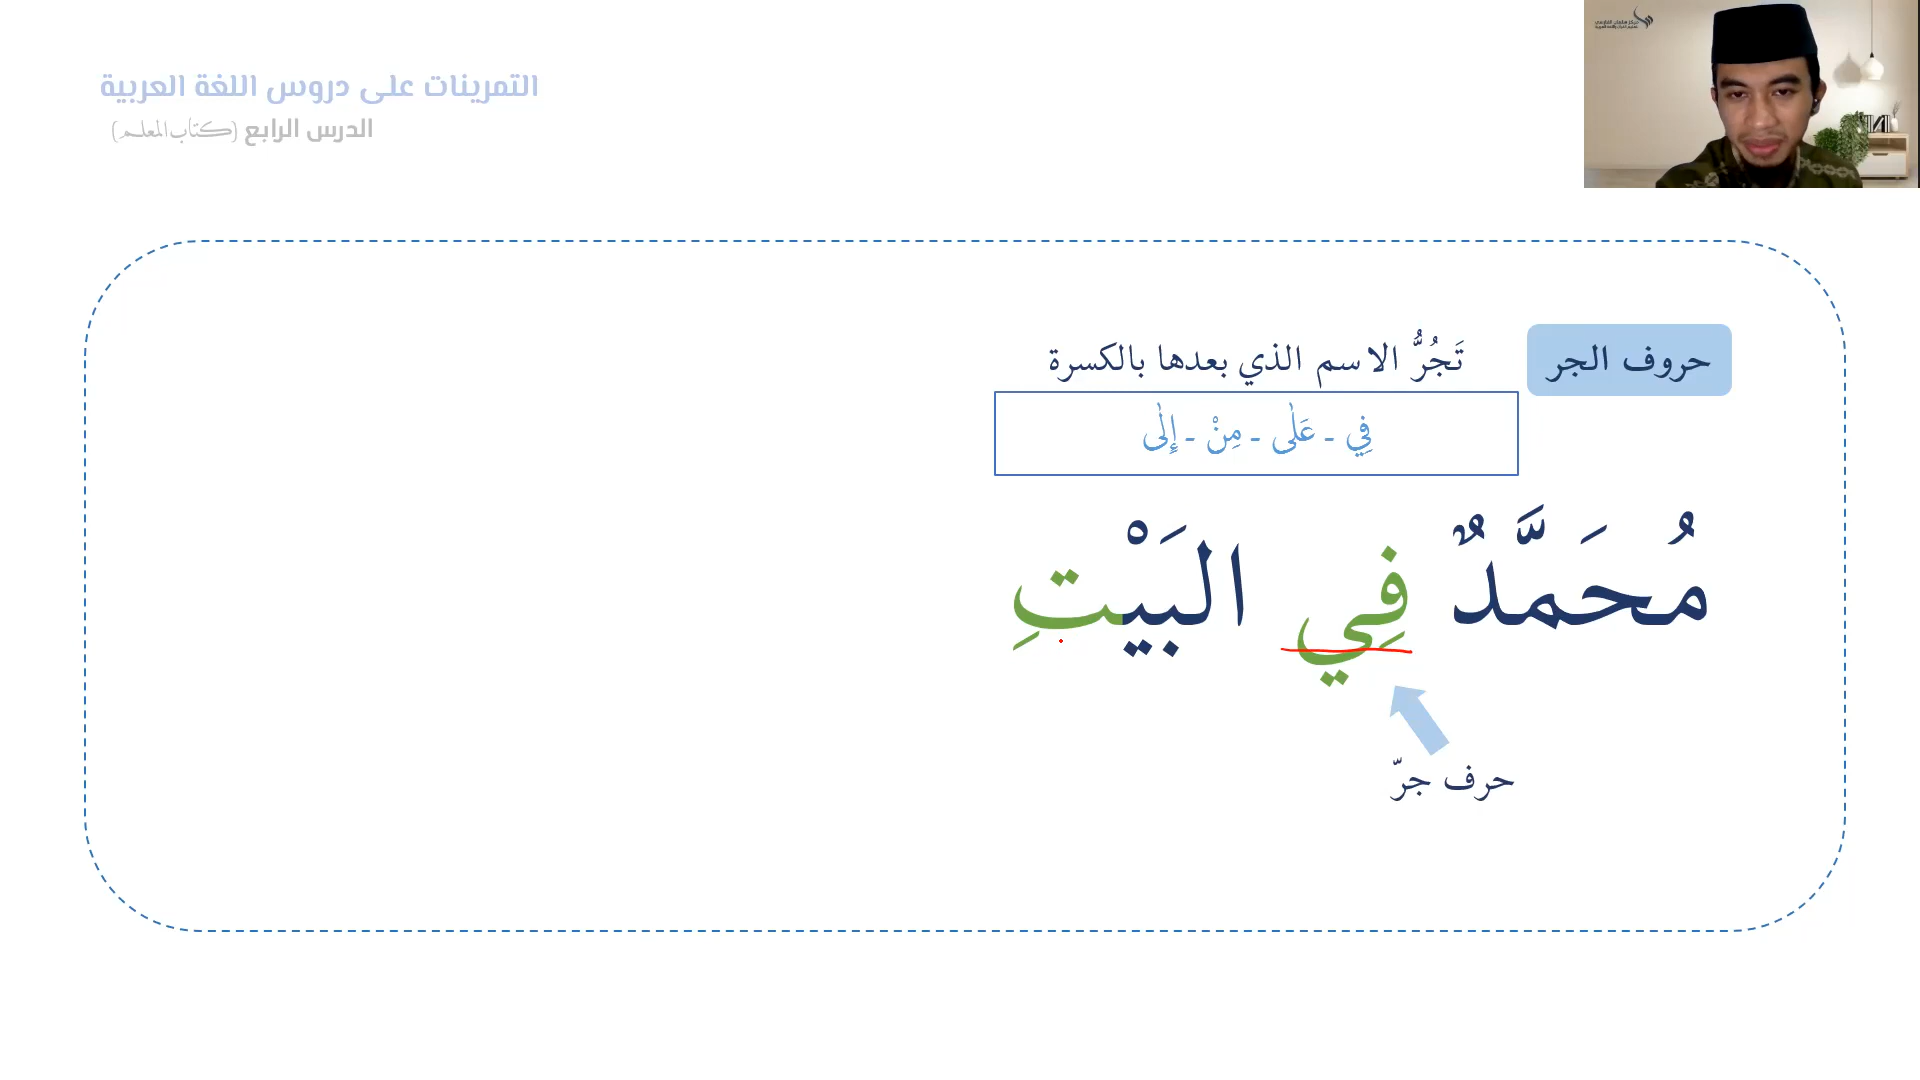 التمرينات على دروس اللغة العربية
الدرس الرابع (كتاب المعلم)
حروف الجر
تَجُرُّ الاسم الذي بعدها بالكسرة
فِي - عَلٰى - مِنْ - إِلٰى
مُحَمَّدٌ فِي البَيْتِ
حرف جرّ